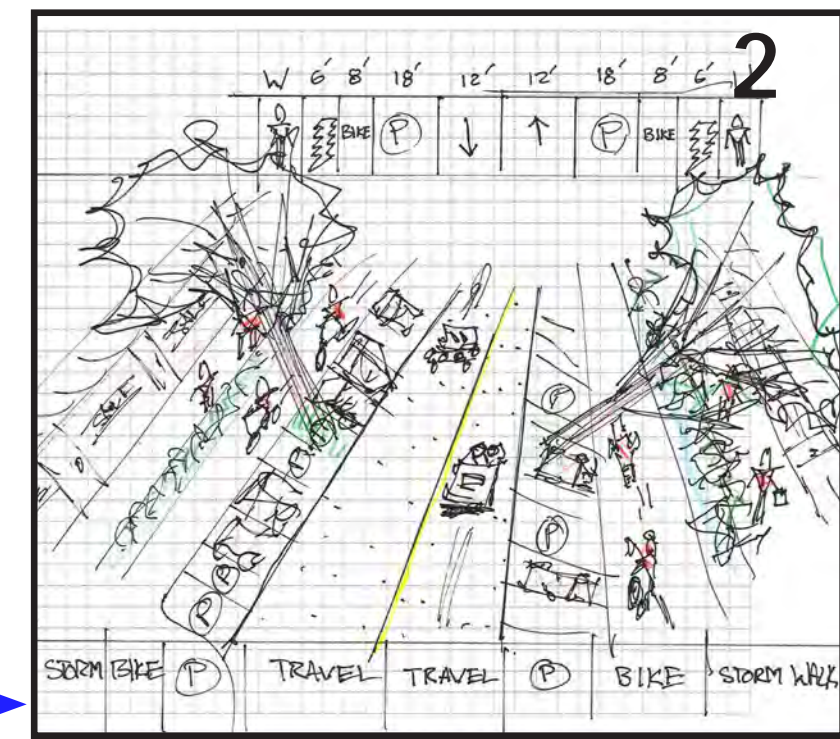 2
W 6' 8' 18' 12' 12' 18' 8' 6'
BIKE P P BIKE
P
P
P
P
P
STORM BIKE P TRAVEL TRAVEL P BIKE STORM WALK